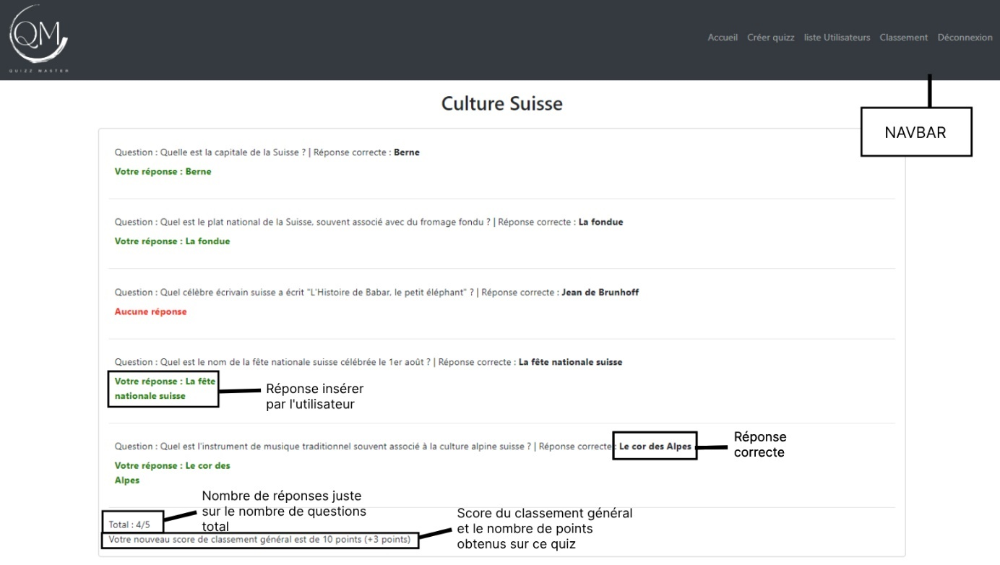 QM
QUIZZ MASTER
Accueil Créer quizz liste Utilisateurs Classement Déconnexion
NAVBAR
Culture Suisse
Question : Quelle est la capitale de la Suisse ? | Réponse correcte : Berne
Votre réponse : Berne
Question : Quel est le plat national de la Suisse, souvent associé avec du fromage fondu ? | Réponse correcte : La fondue
Votre réponse : La fondue
Question : Quel célèbre écrivain suisse a écrit "L'Histoire de Babar, le petit éléphant" ? | Réponse correcte : Jean de Brunhoff
Aucune réponse
Question : Quel est le nom de la fête nationale suisse célébrée le 1er août ? | Réponse correcte : La fête nationale suisse
Votre réponse : La fête
nationale suisse
Réponse insérer
par l'utilisateur
Question : Quel est l'instrument de musique traditionnel souvent associé à la culture alpine suisse ? | Réponse correcte : Le cor des Alpes
Réponse
correcte
Votre réponse : Le cor des
Alpes
Nombre de réponses juste
sur le nombre de questions
total
Total : 4/5
Votre nouveau score de classement général est de 10 points (+3 points)
Score du classement général
et le nombre de points
obtenus sur ce quiz